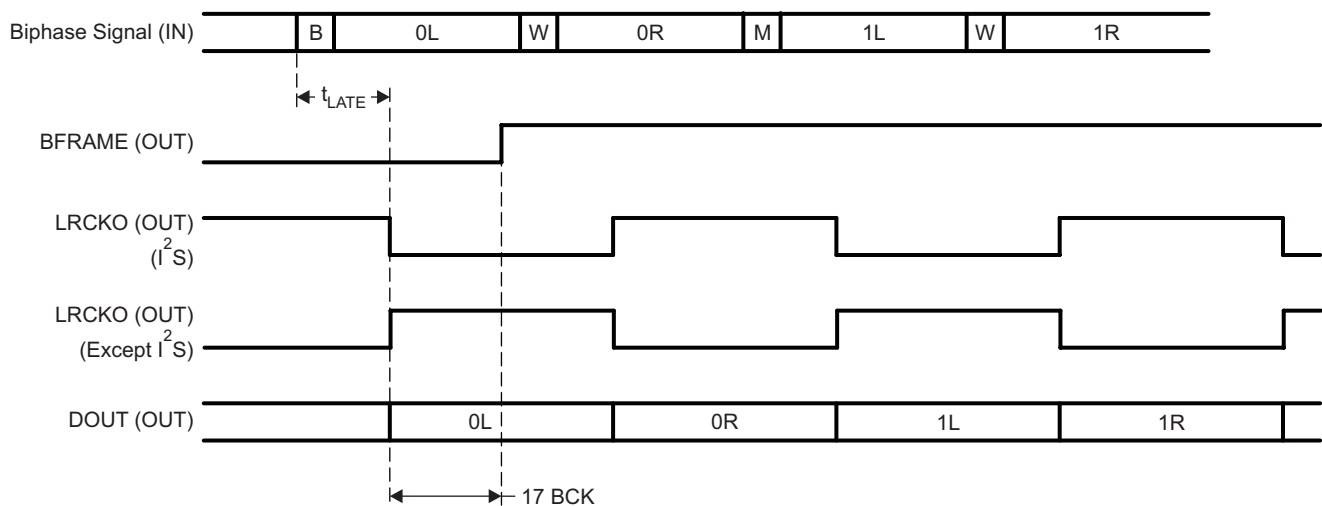 Biphase Signal (IN) B 0L W 0R M 1L W 1R
tLATE
BFRAME (OUT)
LRCKO (OUT)
(I²S)
LRCKO (OUT)
(Except I²S)
DOUT (OUT) 0L 0R 1L 1R
17 BCK